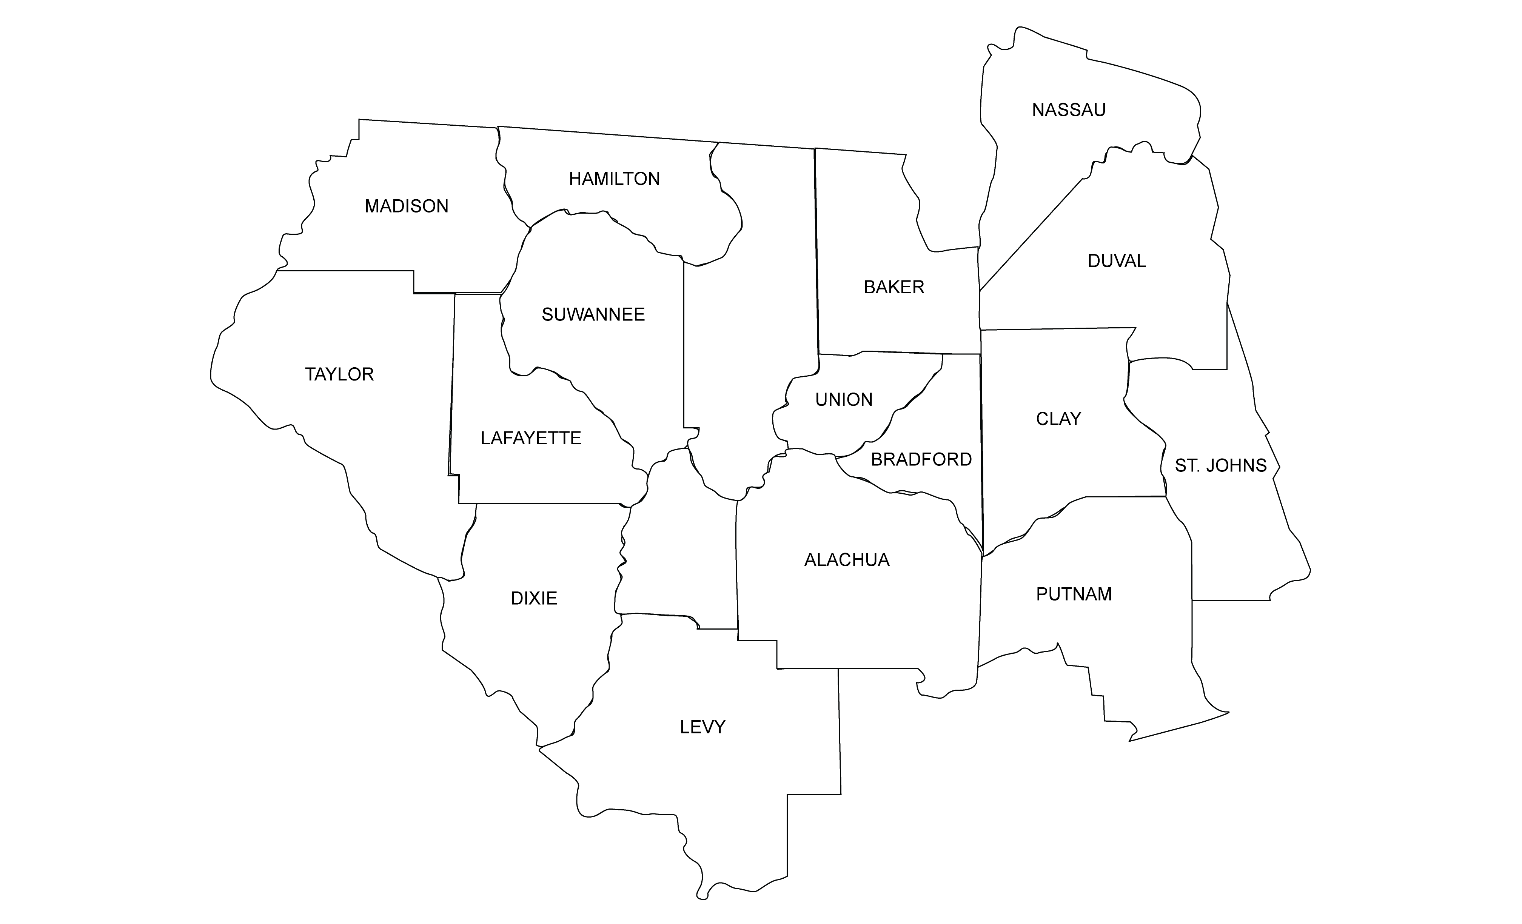 NASSAU
HAMILTON
MADISON
DUVAL
BAKER
SUWANNEE
TAYLOR
UNION
CLAY
LAFAYETTE
BRADFORD
ST. JOHNS
ALACHUA
PUTNAM
DIXIE
LEVY